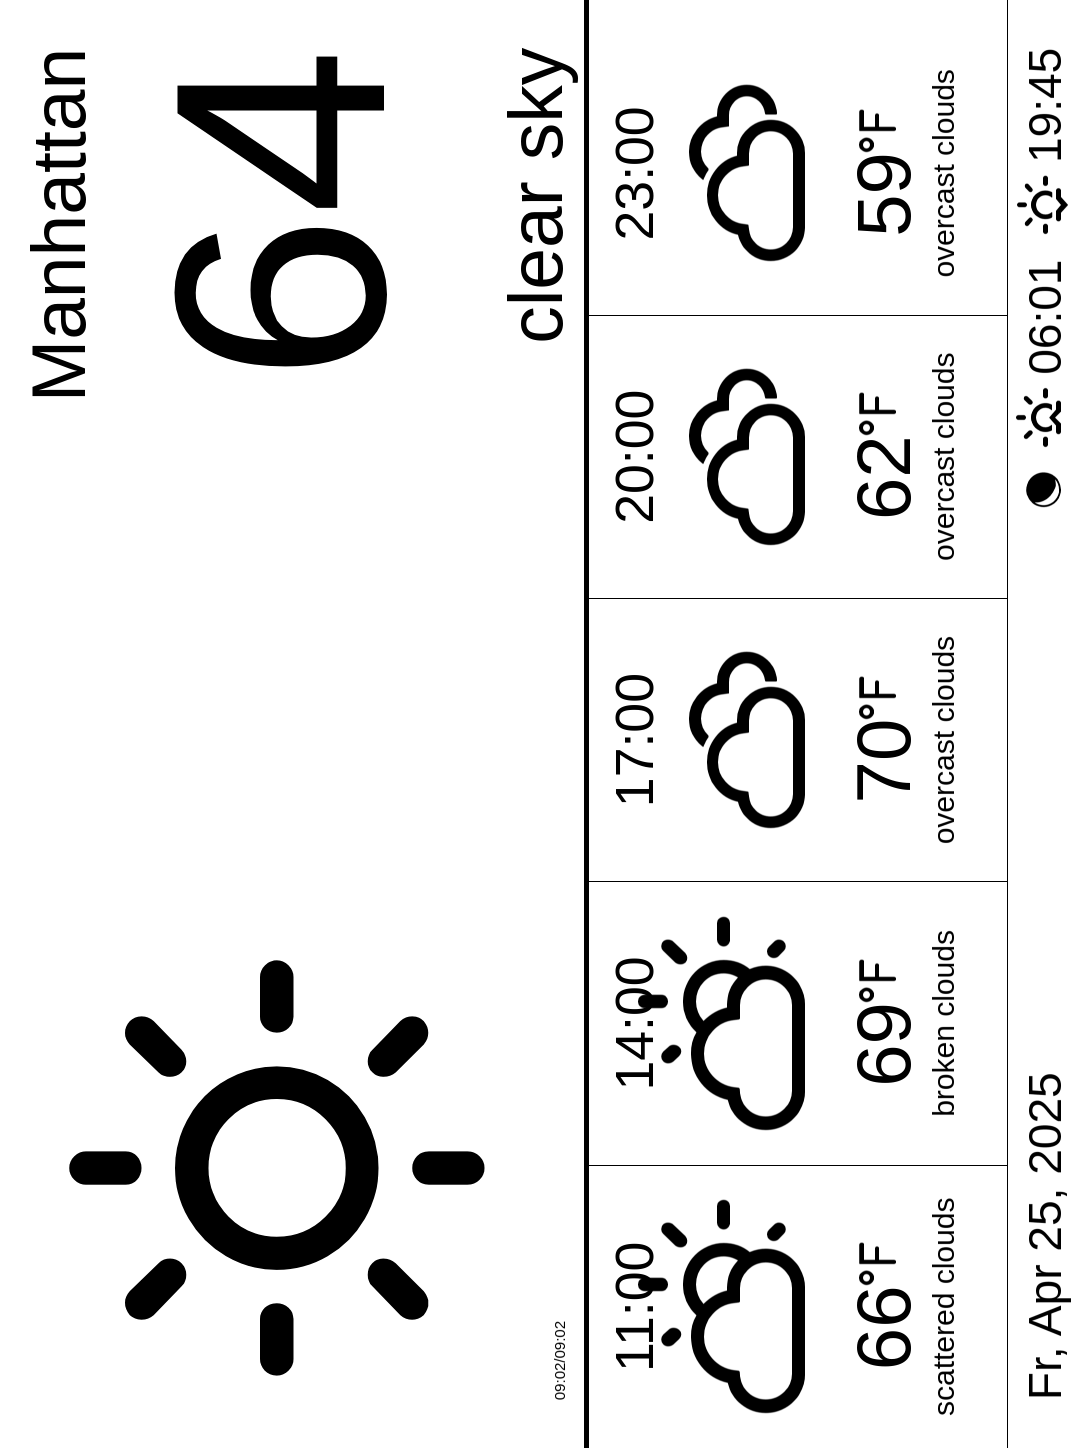 Manhattan
64
clear sky
09:02/09:02
11:00 14:00 17:00 20:00 23:00
66°F 69°F 70°F 62°F 59°F
scattered clouds broken clouds overcast clouds overcast clouds overcast clouds
Fr, Apr 25, 2025 06:01 19:45